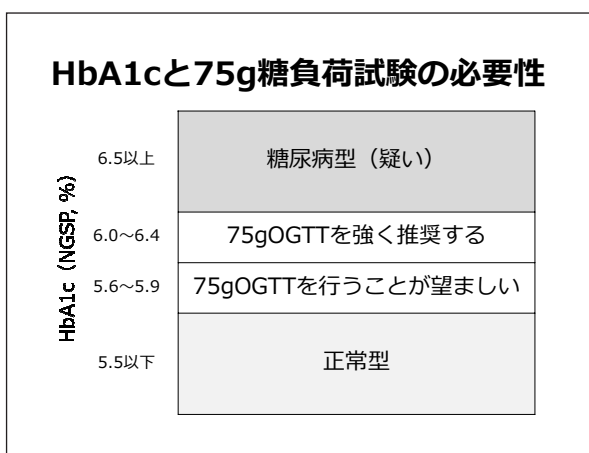 HbA1cと75g糖負荷試験の必要性
HbA1c (NGSP, %)
6.5以上
糖尿病型（疑い）
6.0～6.4
75gOGTTを強く推奨する
5.6～5.9
75gOGTTを行うことが望ましい
5.5以下
正常型